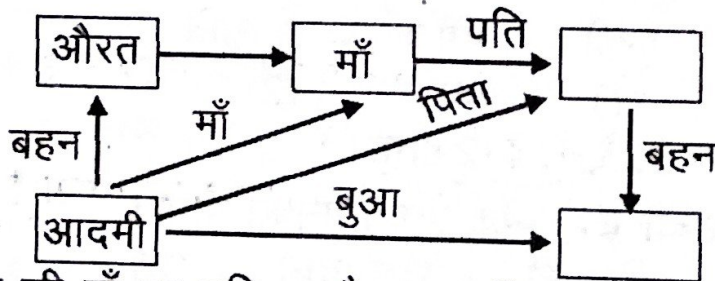 औरत माँ पति
माँ पिता
बहन बहन
आदमी बुआ
की माँ